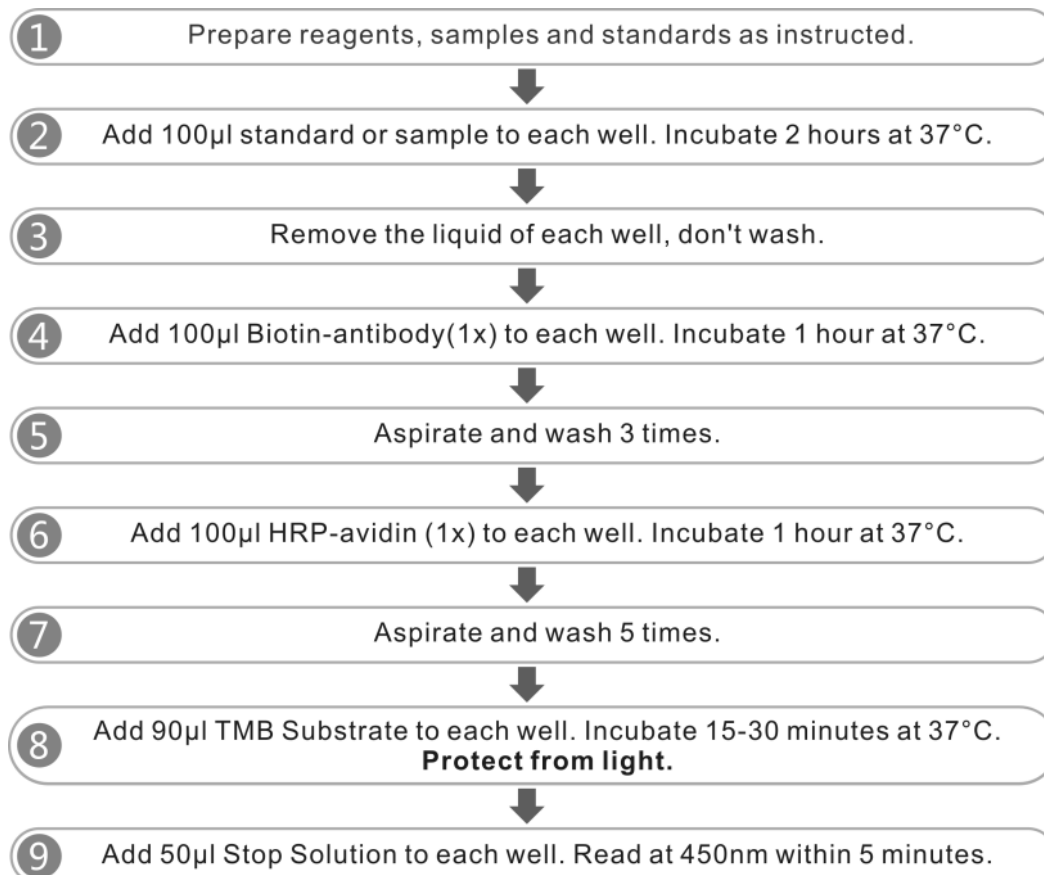 1 Prepare reagents, samples and standards as instructed.
2 Add 100µl standard or sample to each well. Incubate 2 hours at 37°C.
3 Remove the liquid of each well, don't wash.
4 Add 100µl Biotin-antibody(1x) to each well. Incubate 1 hour at 37°C.
5 Aspirate and wash 3 times.
6 Add 100µl HRP-avidin (1x) to each well. Incubate 1 hour at 37°C.
7 Aspirate and wash 5 times.
8 Add 90µl TMB Substrate to each well. Incubate 15-30 minutes at 37°C.
Protect from light.
9 Add 50µl Stop Solution to each well. Read at 450nm within 5 minutes.